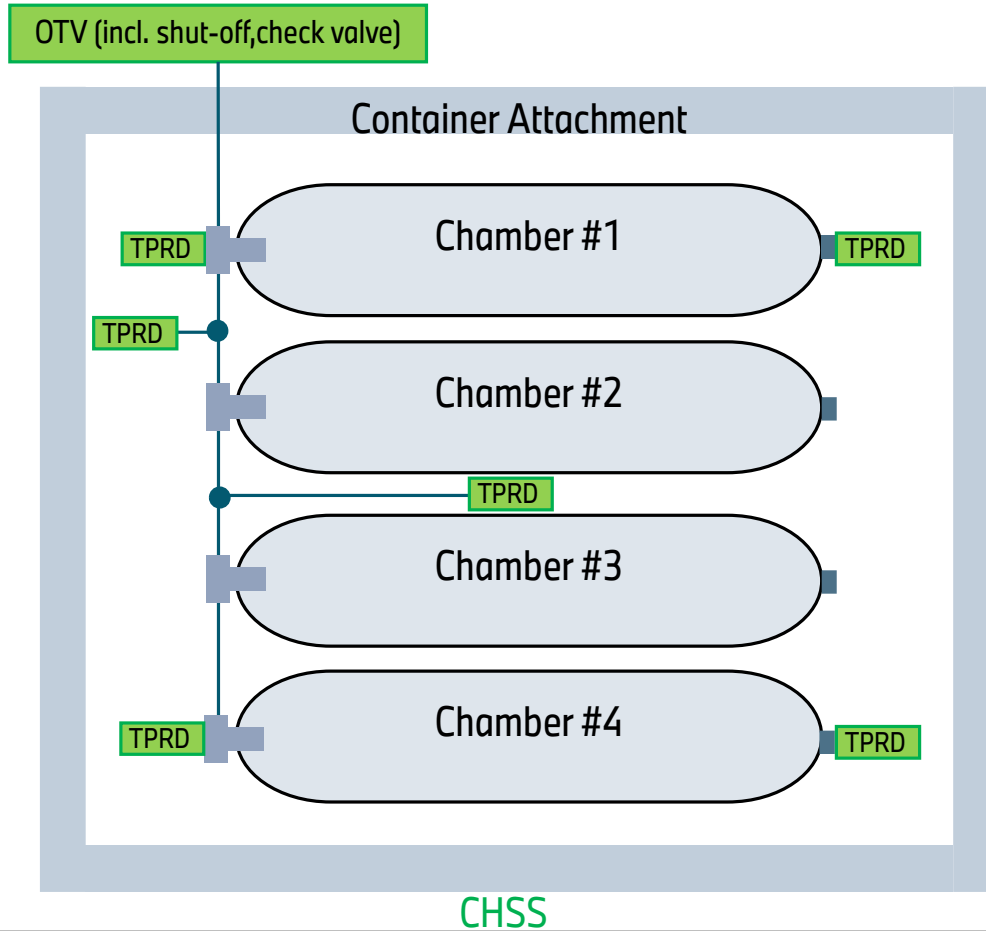 OTV (incl. shut-off,check valve)
Container Attachment
Chamber #1
TPRD
TPRD
TPRD
Chamber #2
TPRD
Chamber #3
Chamber #4
TPRD
TPRD
CHSS